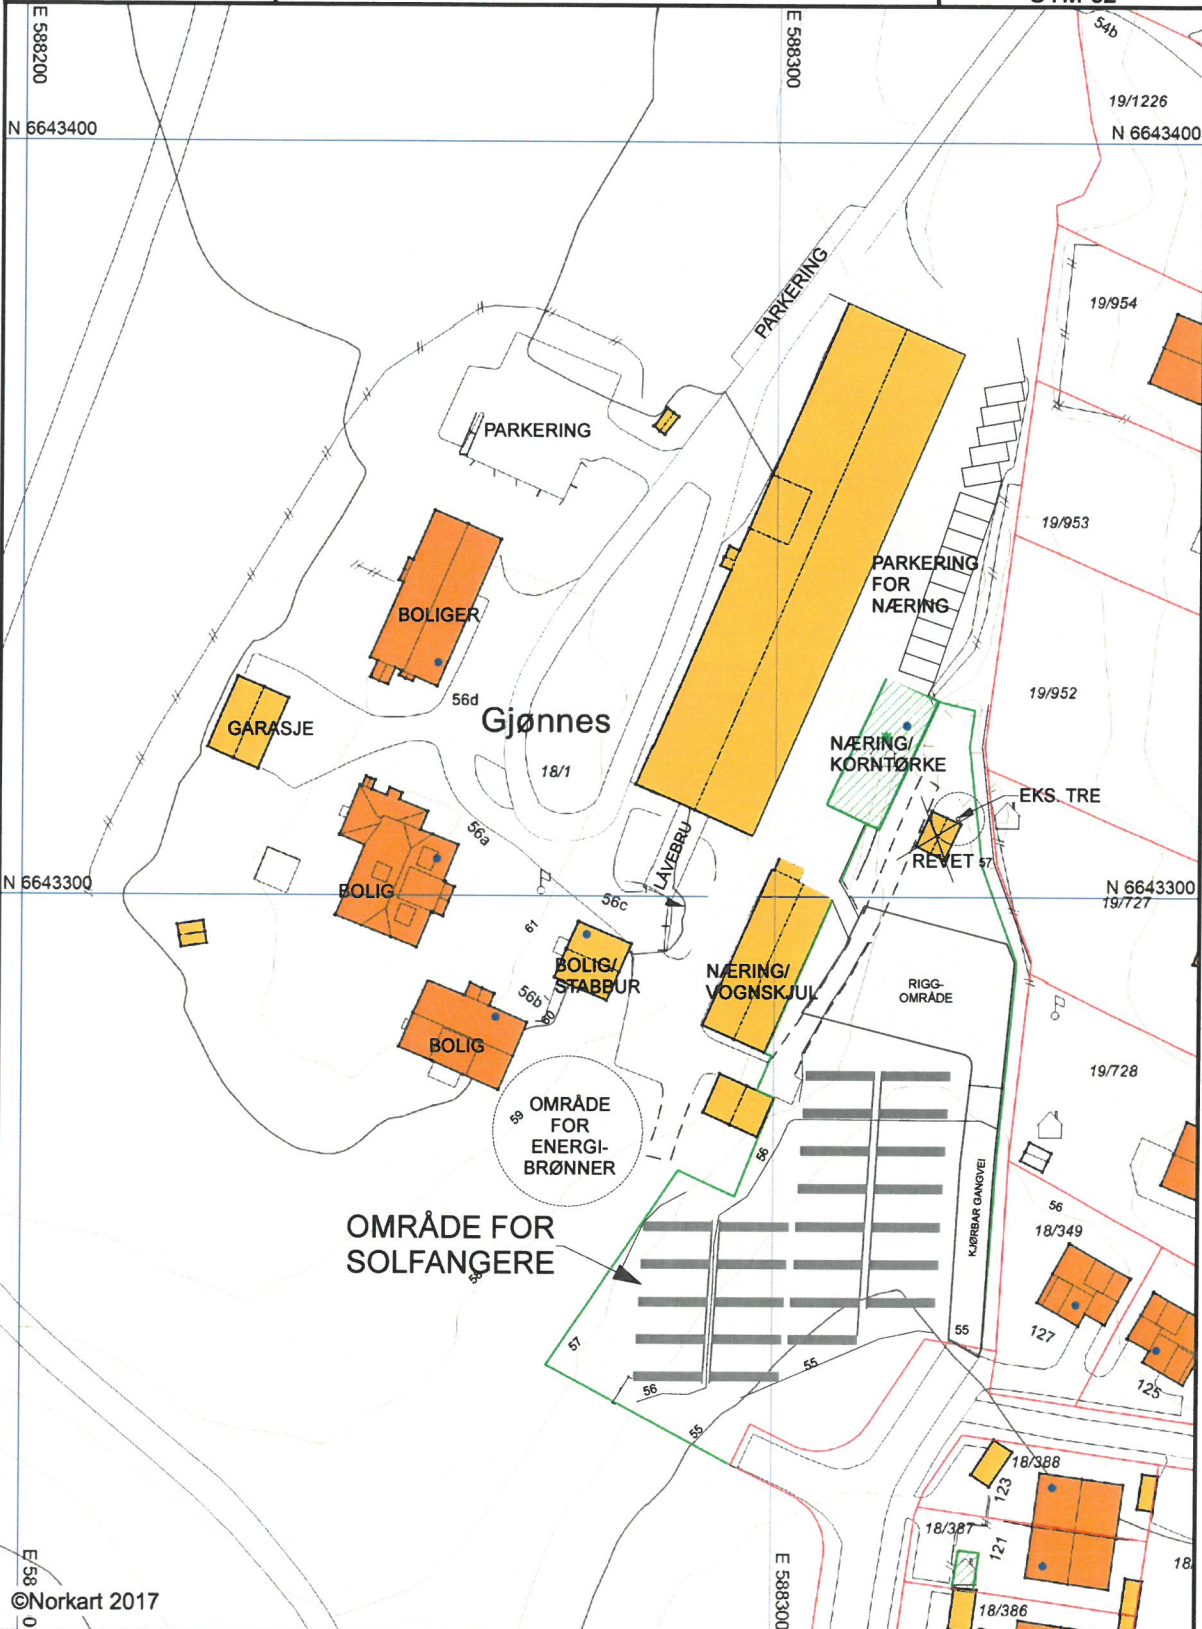 E 588200
E 588300
54b
19/1226
N 6643400
N 6643400
PARKERING
19/954
PARKERING
19/953
PARKERING
FOR
NÆRING
BOLIGER
56d
Gjønnes
19/952
GARASJE
NÆRING/
KORNTØRKE
18/1
EKS. TRE
56a
LÅVEBRU
REVET
57
N 6643300
BOLIG
56c
N 6643300
19/727
61
BOLIG/
STABBUR
NÆRING/
VOGNSKJUL
RIGG-
OMRÅDE
56b
60
BOLIG
19/728
OMRÅDE
FOR
ENERGI-
BRØNNER
59
56
KJØRBAR GANGVEI
56
18/349
OMRÅDE FOR
SOLFANGERE
58
57
55
127
55
125
56
55
18/388
123
18/387
121
18/386
E 588300
©Norkart 2017